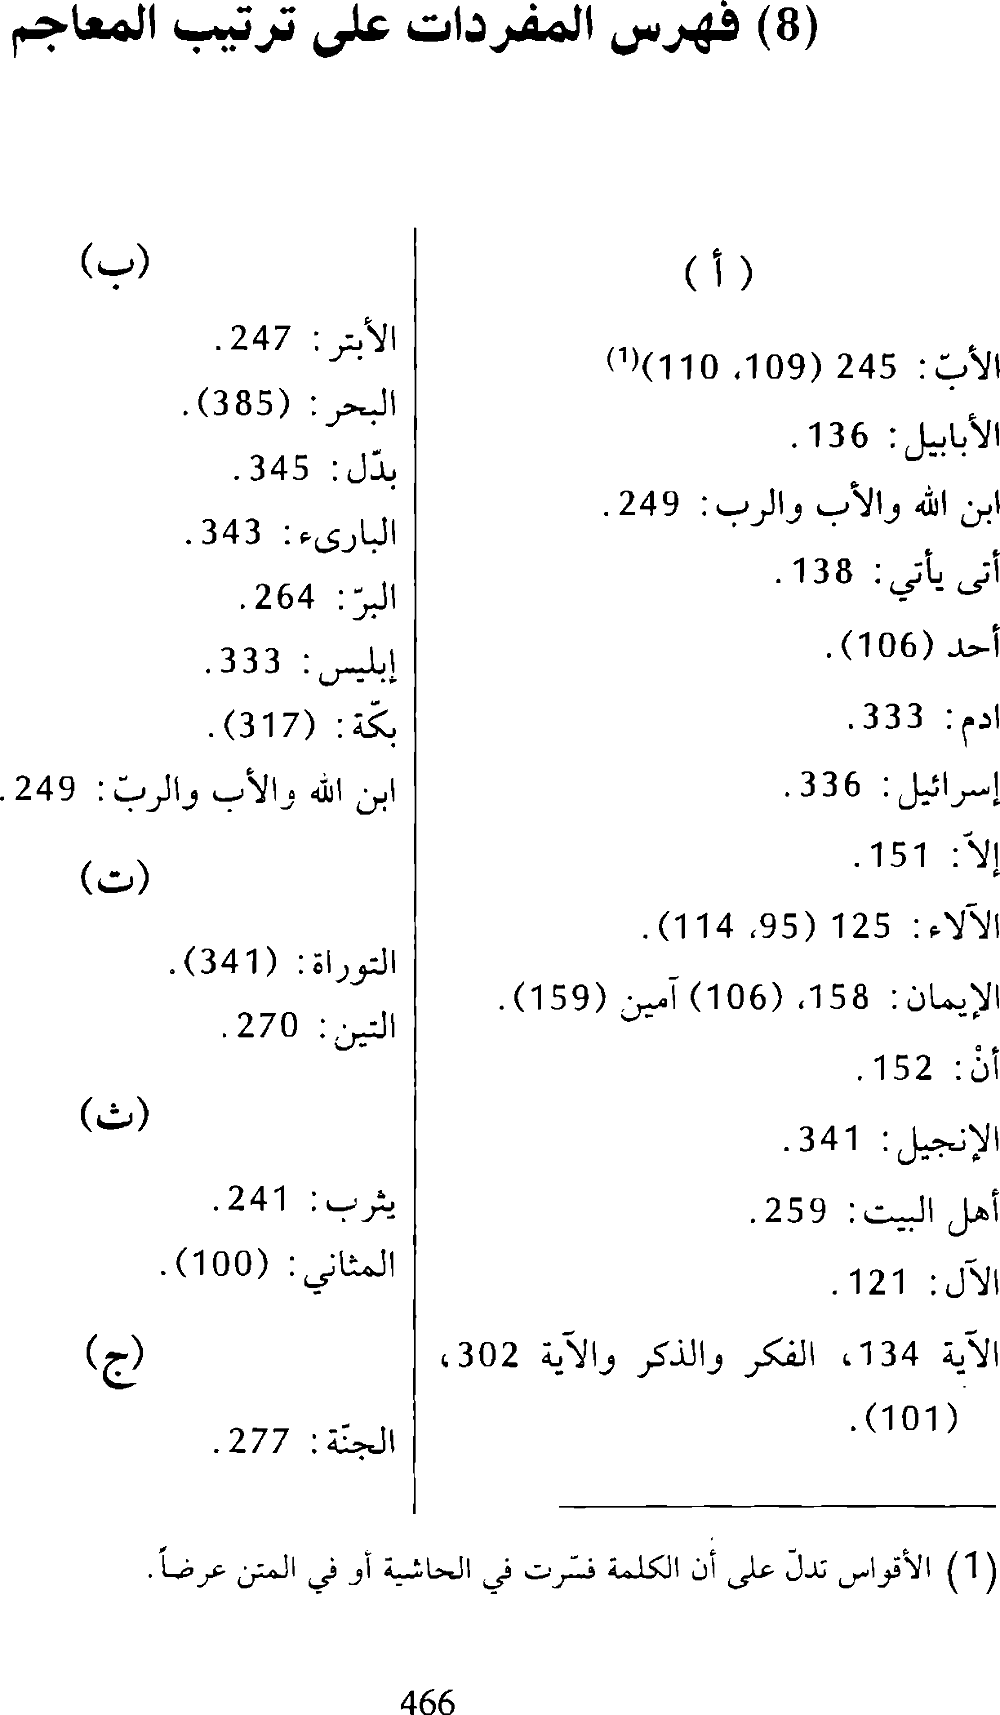 (8) فهرس المفردات على ترتيب المعاجم
( أ )
الأبّ: 245 (109، 110)(1)
الأبابيل: 136.
ابن الله والأب والرب: 249.
أتى يأتي: 138.
أحد (106).
ادم: 333.
إسرائيل: 336.
إلاّ: 151.
الآلاء: 125 (95، 114).
الإيمان: 158، (106) آمين (159).
أنْ: 152.
الإنجيل: 341.
أهل البيت: 259.
الآل: 121.
الآية 134، الفكر والذكر والآية 302،
(101).
(ب)
الأبتر: 247.
البحر: (385).
بدّل: 345.
البارىء: 343.
البرّ: 264.
إبليس: 333.
بكّة: (317).
ابن الله والأب والربّ: 249.
(ت)
التوراة: (341).
التين: 270.
(ث)
يثرب: 241.
المثاني: (100).
(ج)
الجنّة: 277.
(1) الأقواس تدلّ على أن الكلمة فسّرت في الحاشية أو في المتن عرضاً.
466